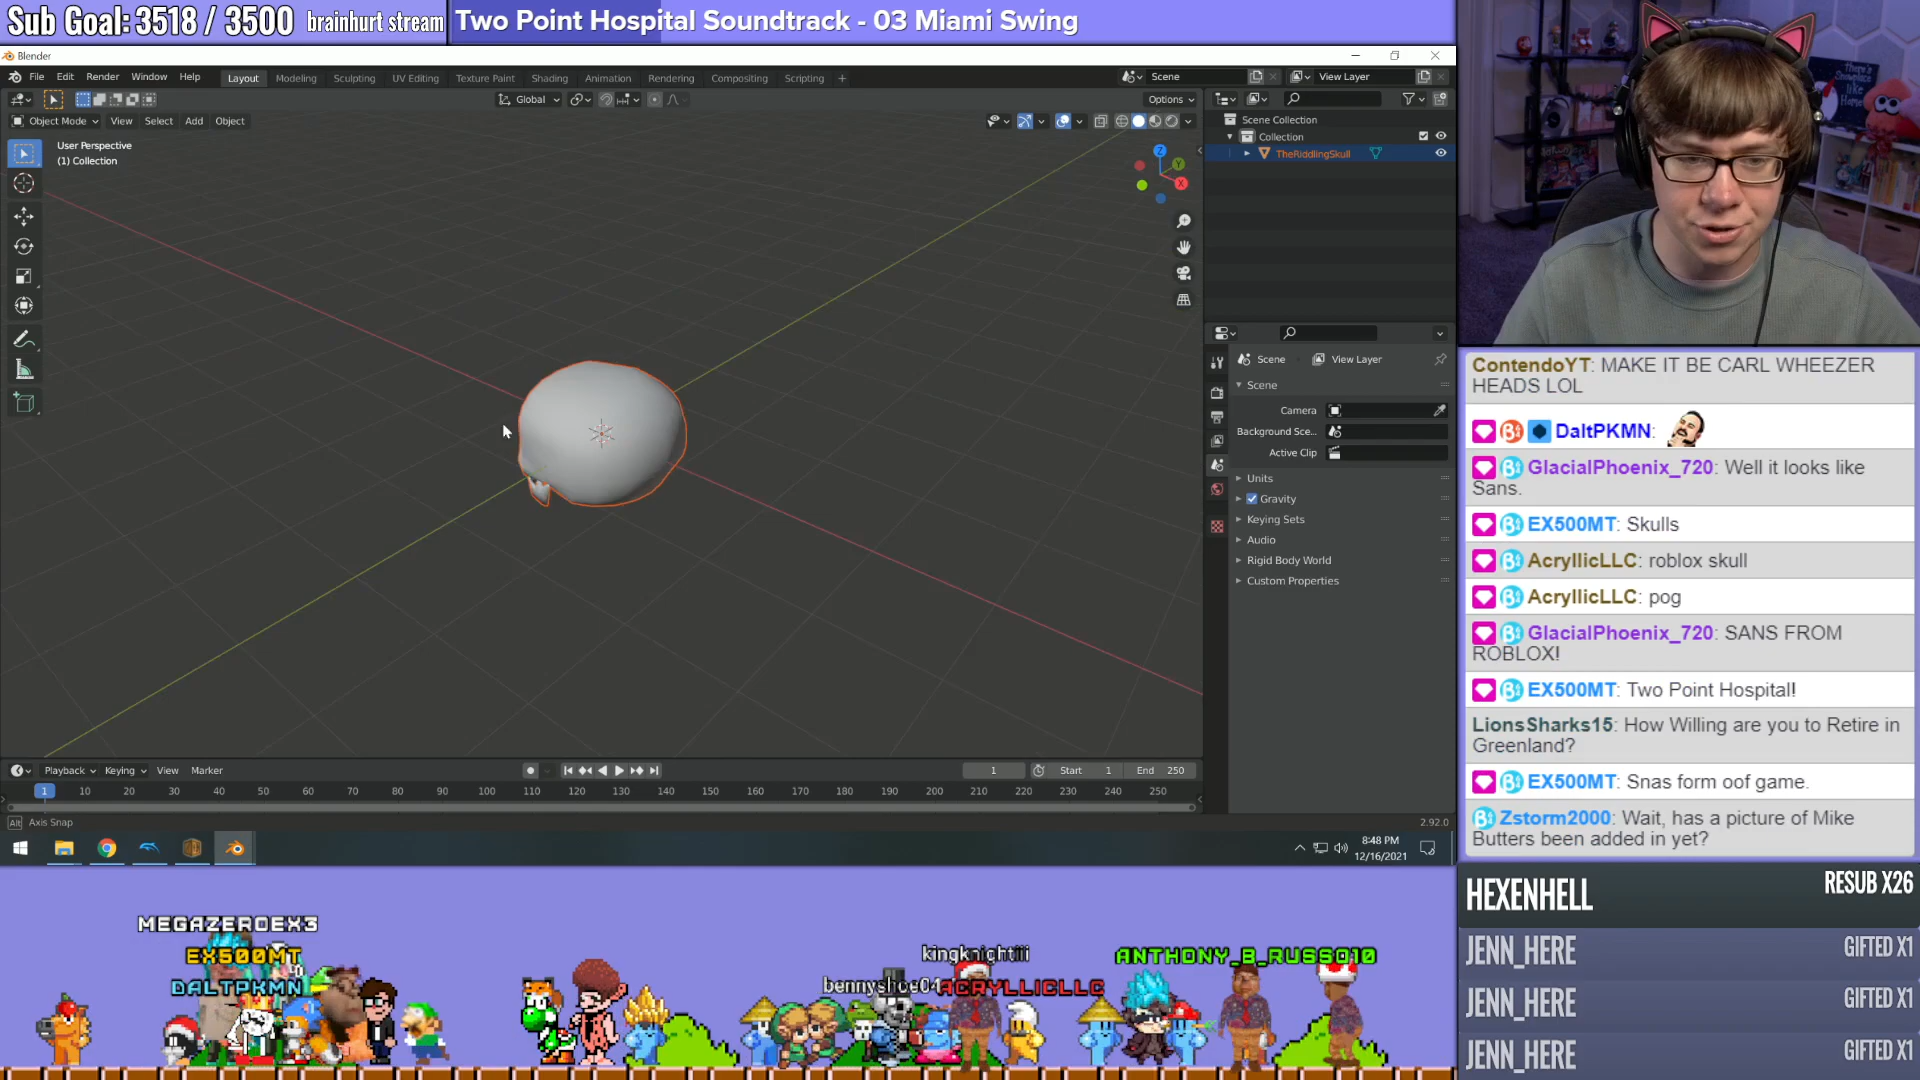 Sub Goal: 3518 / 3500 brainhurt stream
Two Point Hospital Soundtrack - 03 Miami Swing
Blender
File Edit Render Window Help
Layout Modeling Sculpting UV Editing Texture Paint Shading Animation Rendering Compositing Scripting +
Scene
View Layer
Global
Options
Object Mode View Select Add Object
User Perspective
(1) Collection
Z
Y
X
Scene Collection
Collection
TheRiddlingSkull
Scene View Layer
Scene
Camera
Background Sce...
Active Clip
Units
Gravity
Keying Sets
Audio
Rigid Body World
Custom Properties
Playback Keying View Marker
1
Start 1
End 250
1 10 20 30 40 50 60 70 80 90 100 110 120 130 140 150 160 170 180 190 200 210 220 230 240 250
Alt Axis Snap
2.92.0
8:48 PM
12/16/2021
ContendoYT: MAKE IT BE CARL WHEEZER
HEADS LOL
DaltPKMN:
GlacialPhoenix_720: Well it looks like
Sans.
EX500MT: Skulls
AcryllicLLC: roblox skull
AcryllicLLC: pog
GlacialPhoenix_720: SANS FROM
ROBLOX!
EX500MT: Two Point Hospital!
LionsSharks15: How Willing are you to Retire in
Greenland?
EX500MT: Snas form oof game.
Zstorm2000: Wait, has a picture of Mike
Butters been added in yet?
HEXENHELL RESUB X26
JENN_HERE GIFTED X1
JENN_HERE GIFTED X1
JENN_HERE GIFTED X1
MEGAZEROEX3
EX500MT
DALTPKMN
kingknightiii
bennyshoe04
ACRYLLICLLC
ANTHONY_B_RUSSO10